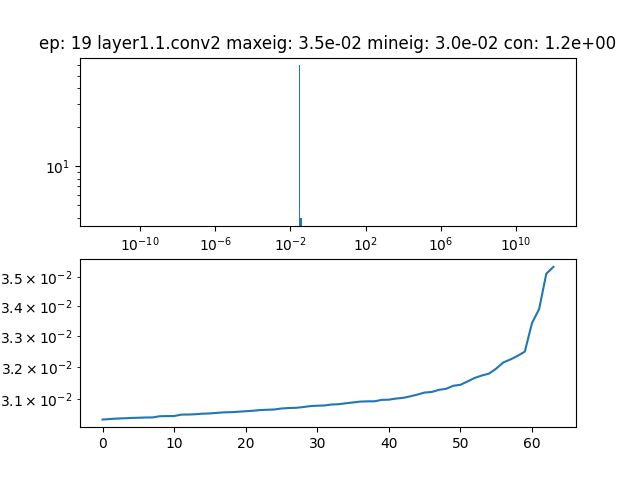 ep: 19 layer1.1.conv2 maxeig: 3.5e-02 mineig: 3.0e-02 con: 1.2e+00
10¹
10⁻¹⁰ 10⁻⁶ 10⁻² 10² 10⁶ 10¹⁰
3.5 × 10⁻²
3.4 × 10⁻²
3.3 × 10⁻²
3.2 × 10⁻²
3.1 × 10⁻²
0 10 20 30 40 50 60